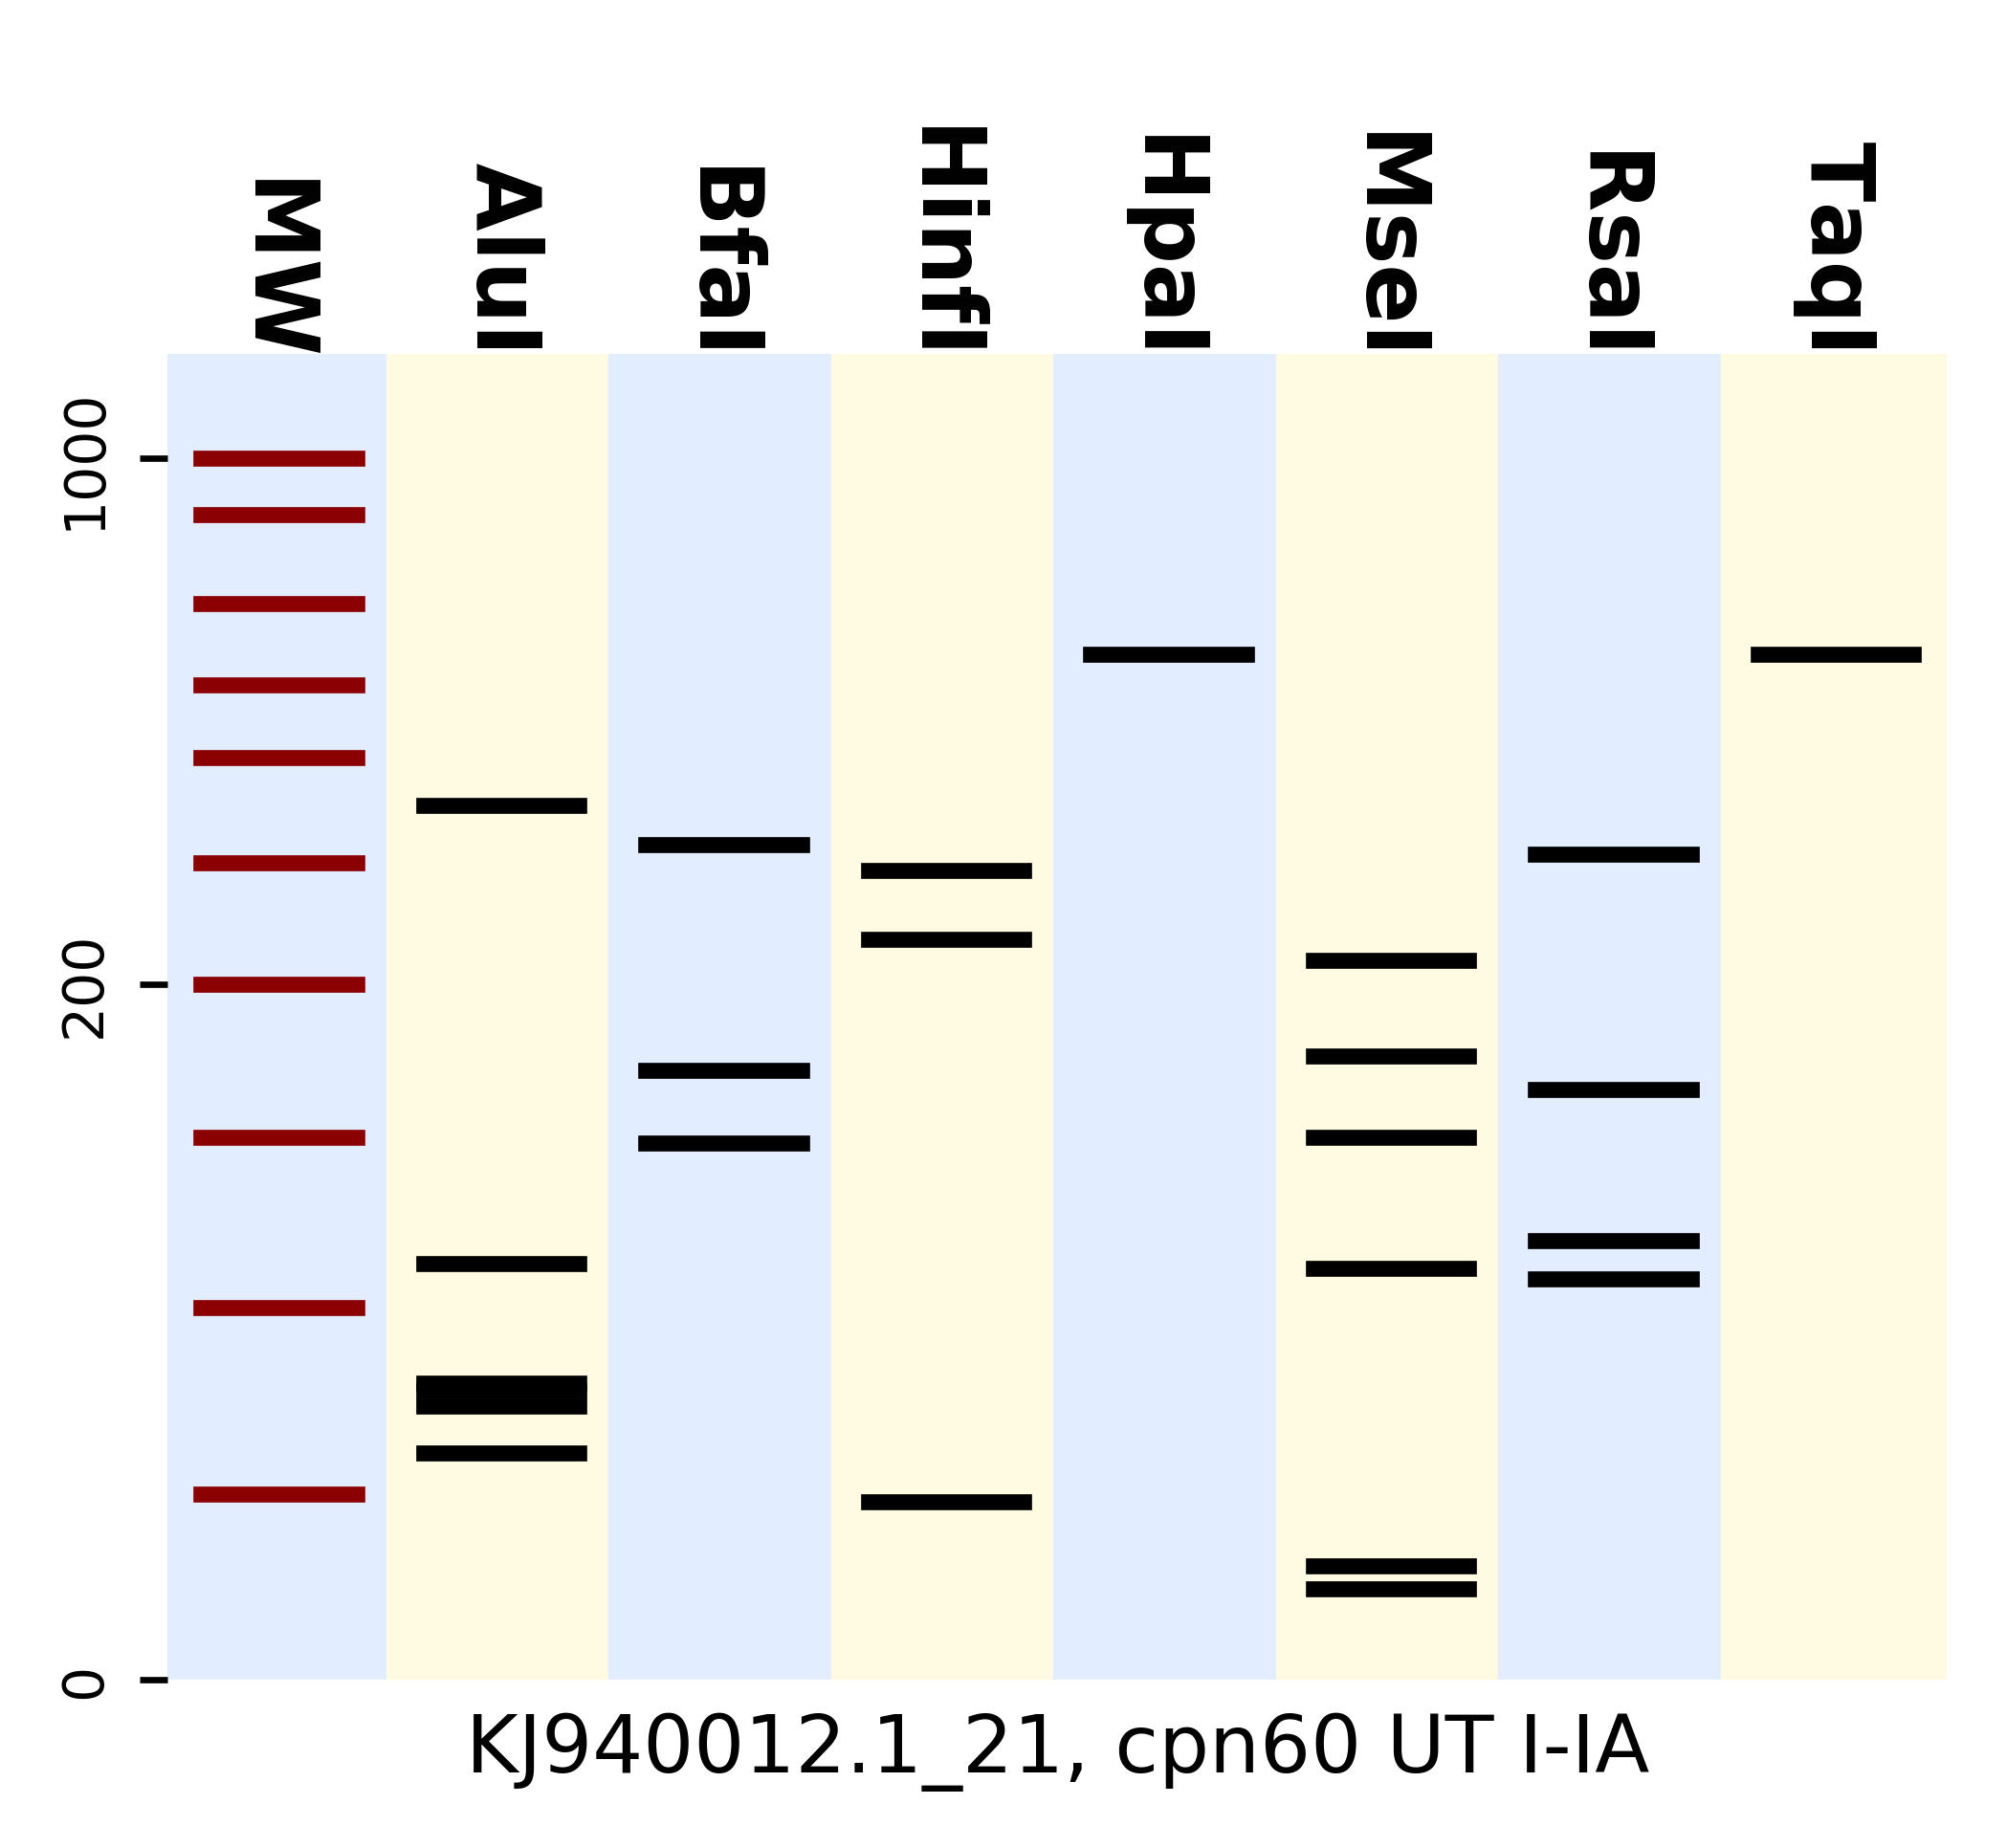 MW AluI BfaI HinfI HpaI MseI RsaI TaqI
1000
200
0
KJ940012.1_21, cpn60 UT I-IA